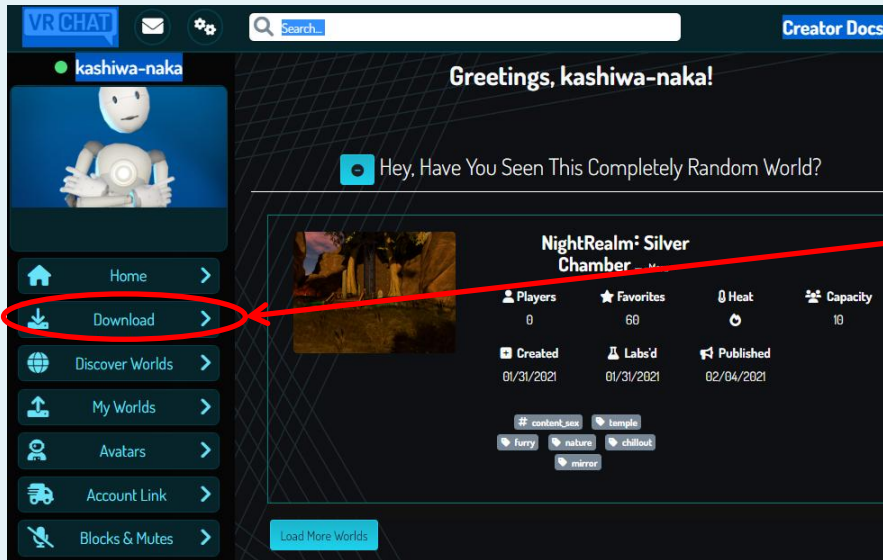 VRCHAT
Search...
Creator Docs
kashiwa-naka
Greetings, kashiwa-naka!
Hey, Have You Seen This Completely Random World?
Home
Download
Discover Worlds
My Worlds
Avatars
Account Link
Blocks & Mutes
NightRealm: Silver
Chamber –
Players
Favorites
Heat
Capacity
0
60
10
Created
Labs'd
Published
01/31/2021
01/31/2021
02/04/2021
# content_sex
temple
furry
nature
chillout
mirror
Load More Worlds